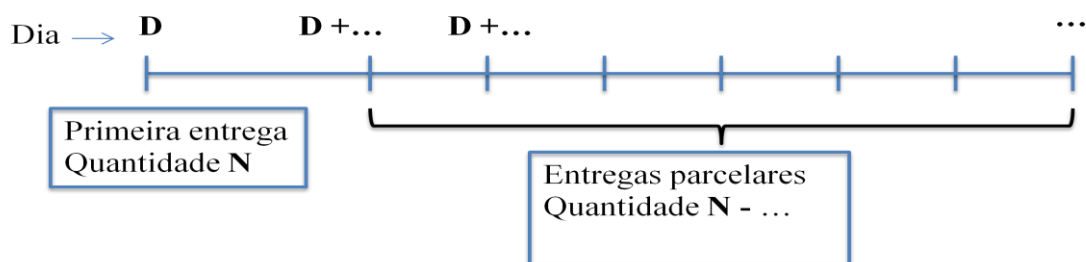 Dia → D D +... D +... ...
Primeira entrega
Quantidade N
Entregas parcelares
Quantidade N - ...